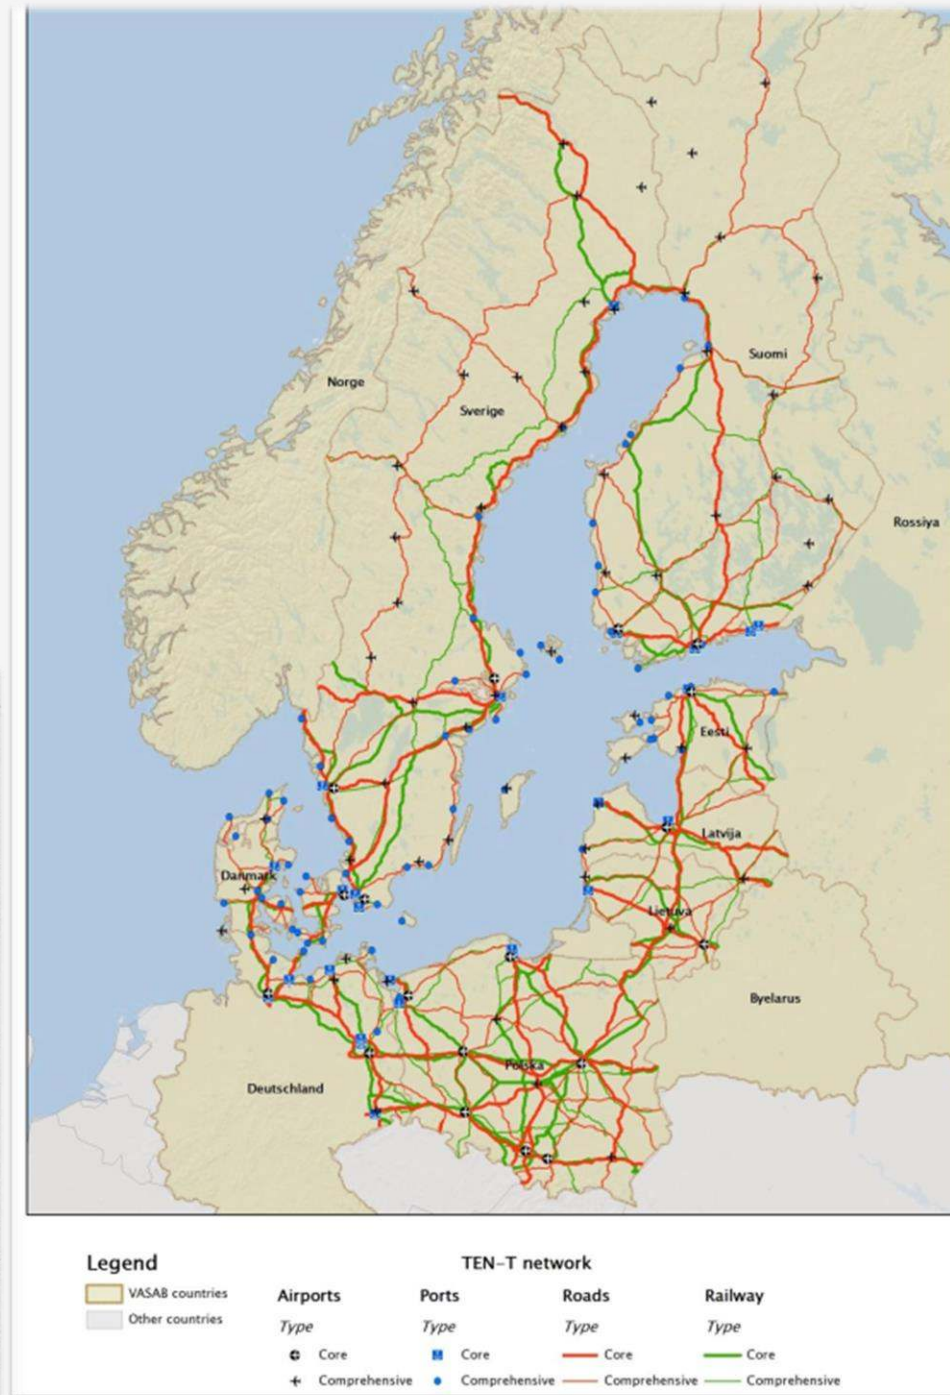 Suomi
Norge
Sverige
Rossiya
Eesti
Latvija
Danmark
Lietuva
Byelarus
Polska
Deutschland
Legend
VASAB countries
Other countries
TEN-T network
Airports
Type
Core
Comprehensive
Ports
Type
Core
Comprehensive
Roads
Type
Core
Comprehensive
Railway
Type
Core
Comprehensive